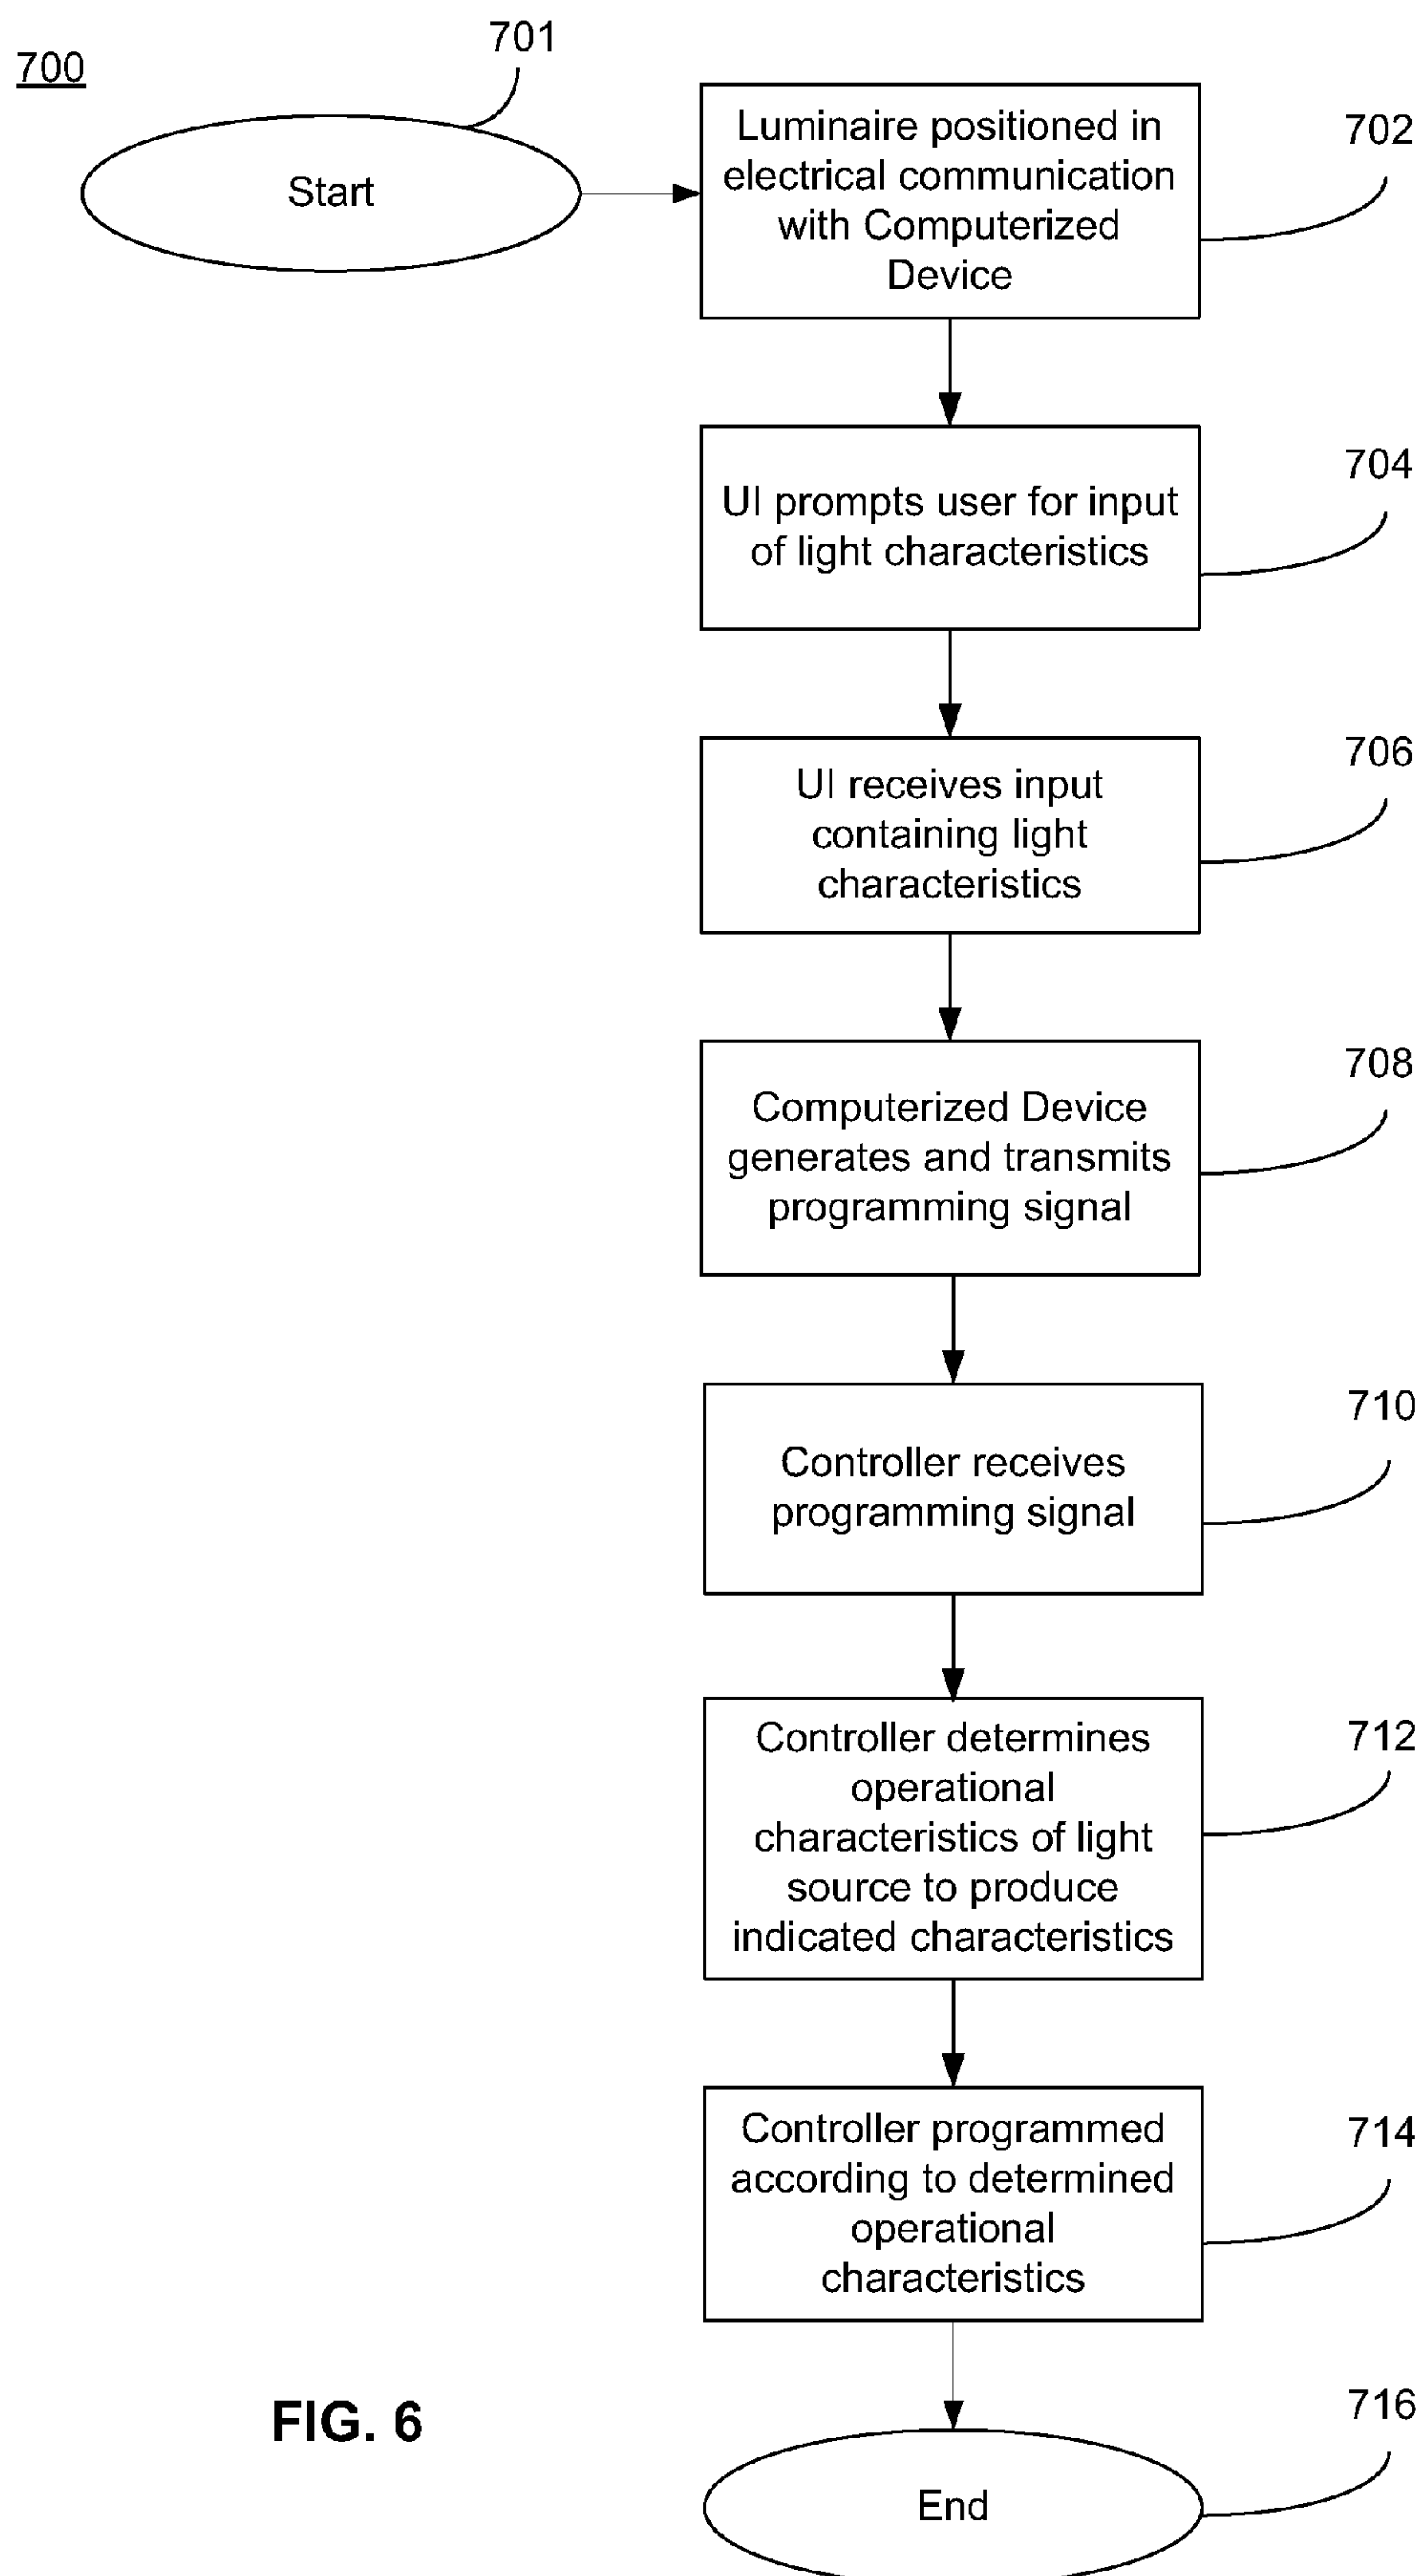 700
701
Start
Luminaire positioned in
electrical communication
with Computerized
Device
702
UI prompts user for input
of light characteristics
704
UI receives input
containing light
characteristics
706
Computerized Device
generates and transmits
programming signal
708
Controller receives
programming signal
710
Controller determines
operational
characteristics of light
source to produce
indicated characteristics
712
Controller programmed
according to determined
operational
characteristics
714
End
716
FIG. 6